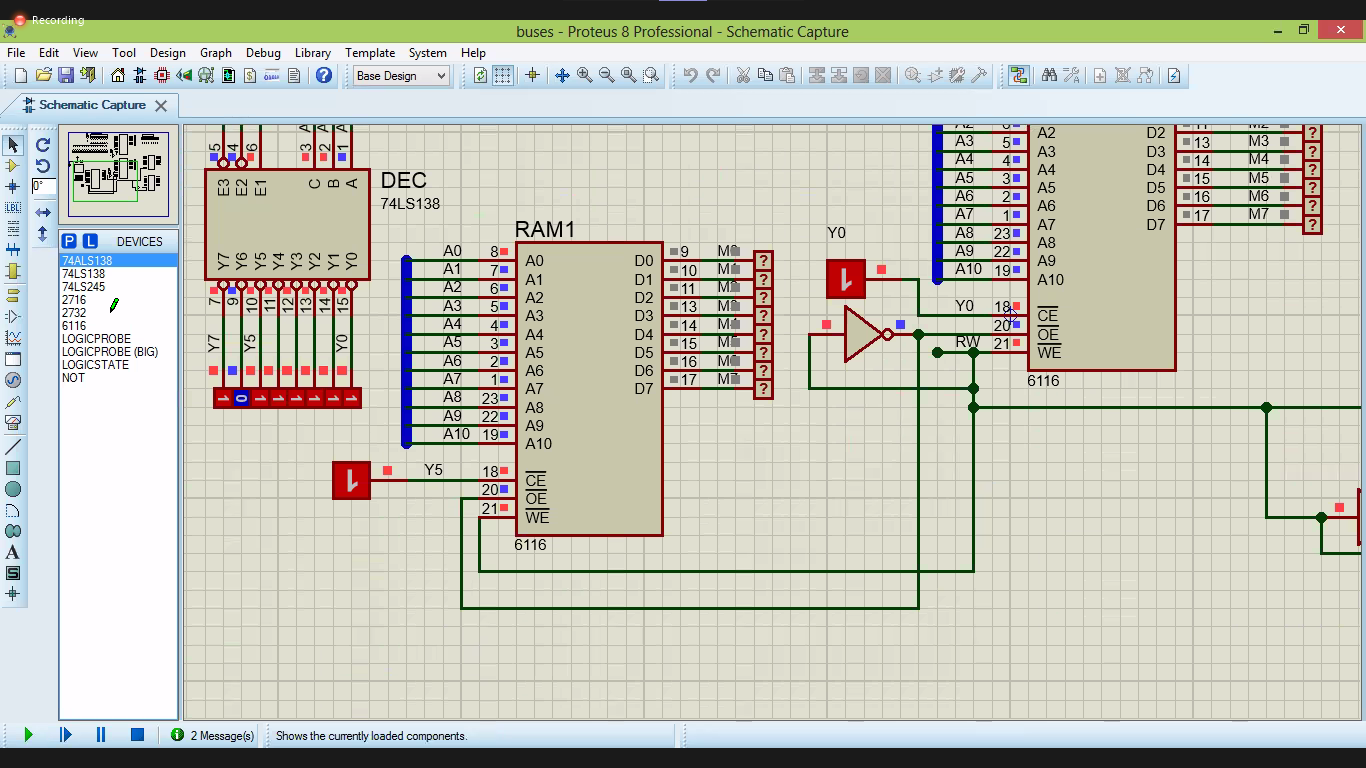 Recording
buses - Proteus 8 Professional - Schematic Capture
File Edit View Tool Design Graph Debug Library Template System Help
Base Design
Schematic Capture
0°
P L DEVICES
74ALS138
74LS138
74LS245
2716
2732
6116
LOGICPROBE
LOGICPROBE (BIG)
LOGICSTATE
NOT
5 4 6 3 2 1
E3 E2 E1 C B A
DEC
74LS138
Y7 Y6 Y5 Y4 Y3 Y2 Y1 Y0
7 9 10 11 12 13 14 15
Y7 Y5 Y0
1 0 1 1 1 1 1 1
RAM1
A0 8 A0 D0 9 ?
A1 7 A1 D1 10 ?
A2 6 A2 D2 11 ?
A3 5 A3 D3 13 ?
A4 4 A4 D4 14 ?
A5 3 A5 D5 15 ?
A6 2 A6 D6 16 ?
A7 1 A7 D7 17 ?
A8 23 A8
A9 22 A9
A10 19 A10
1 Y5 18 CE
20 OE
21 WE
6116
A2 D2
A3 5 A3 D3 13 M3 ?
A4 4 A4 D4 14 M4 ?
A5 3 A5 D5 15 M5 ?
A6 2 A6 D6 16 M6 ?
A7 1 A7 D7 17 M7 ?
A8 23 A8
A9 22 A9
A10 19 A10
Y0
1
Y0 18 CE
20 OE
RW 21 WE
6116
2 Message(s) Shows the currently loaded components.